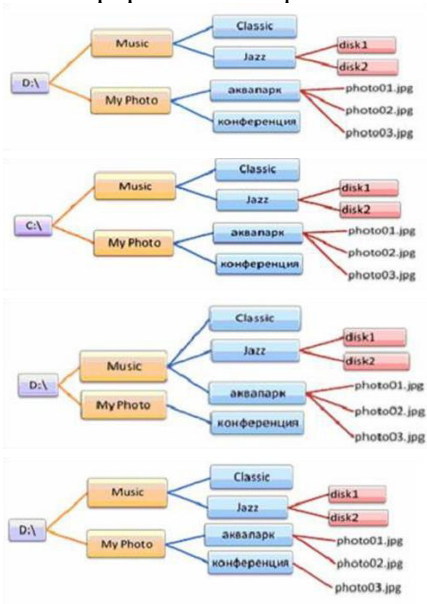 Classic
Music
Jazz
disk1
disk2
D:\
My Photo
аквапарк
photo01.jpg
photo02.jpg
photo03.jpg
конференция
Classic
Music
Jazz
disk1
disk2
C:\
My Photo
аквапарк
photo01.jpg
photo02.jpg
photo03.jpg
конференция
Classic
Music
Jazz
disk1
disk2
D:\
My Photo
аквапарк
photo01.jpg
photo02.jpg
photo03.jpg
конференция
Classic
Music
Jazz
disk1
disk2
D:\
My Photo
аквапарк
photo01.jpg
photo02.jpg
конференция
photo03.jpg